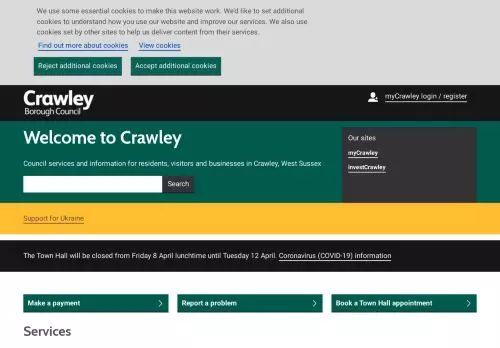 We use some essential cookies to make this website work. We'd like to set additional
cookies to understand how you use our website and improve our services. We also use
cookies set by other sites to help us deliver content from their services.
Find out more about cookies View cookies
Reject additional cookies Accept additional cookies
Crawley
Borough Council
myCrawley login / register
Welcome to Crawley
Council services and information for residents, visitors and businesses in Crawley, West Sussex
Search
Our sites
myCrawley
investCrawley
Support for Ukraine
The Town Hall will be closed from Friday 8 April lunchtime until Tuesday 12 April. Coronavirus (COVID-19) information
Make a payment Report a problem Book a Town Hall appointment
Services